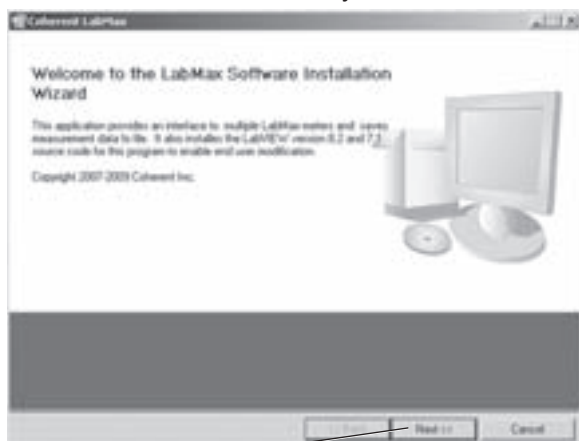 Coherent LabMax
Welcome to the LabMax Software Installation
Wizard
This application provides an interface to multiple LabMax meters and saves
measurement data to file. It also installs the LabVIEW version 8.2 and 7.1
source code for this program to enable end user modification.
Copyright 2007-2009 Coherent Inc.
Next >>
Cancel